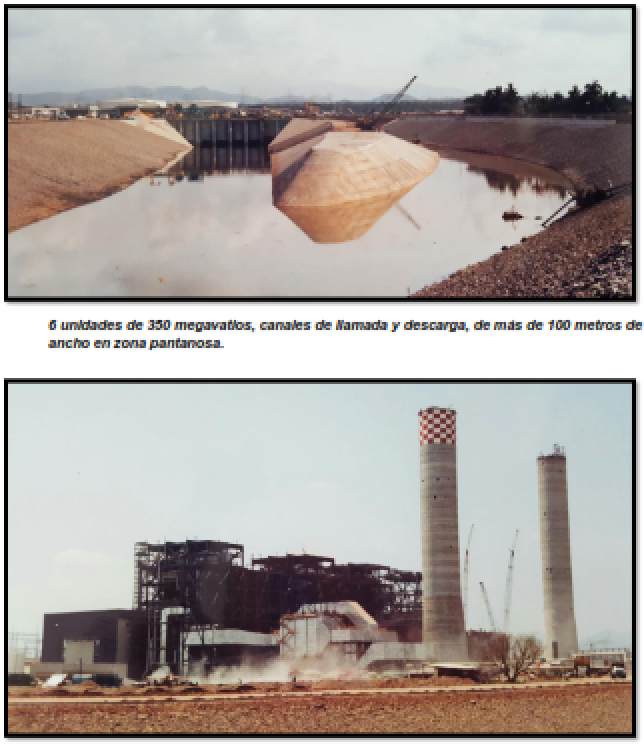 6 unidades de 350 megavatios, canales de llamada y descarga, de más de 100 metros de
ancho en zona pantanosa.